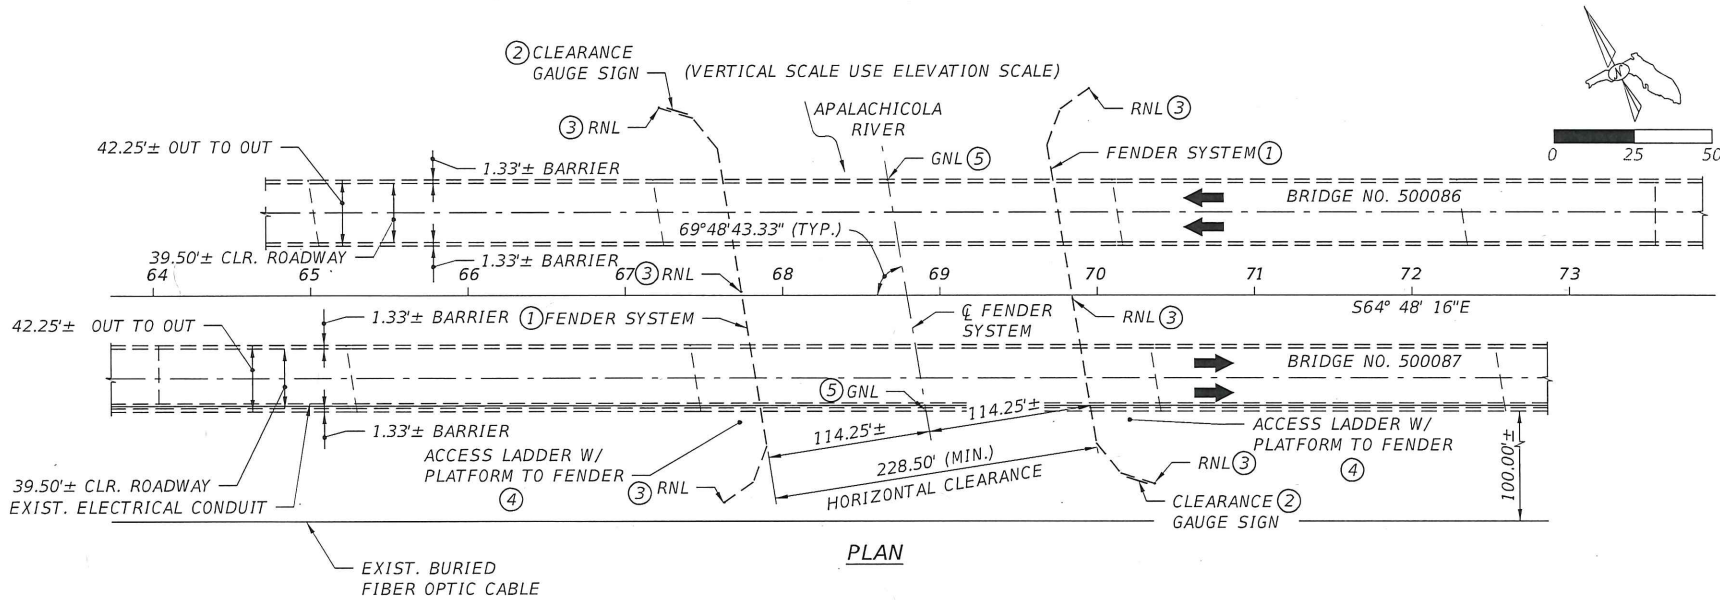 ② CLEARANCE
GAUGE SIGN
(VERTICAL SCALE USE ELEVATION SCALE)
③ RNL
APALACHICOLA
RIVER
RNL ③
N
0 25 50
42.25'± OUT TO OUT
1.33'± BARRIER
GNL ⑤
FENDER SYSTEM ①
BRIDGE NO. 500086
69°48'43.33" (TYP.)
39.50'± CLR. ROADWAY
1.33'± BARRIER
③ RNL
64 65 66 67 68 69 70 71 72 73
S64° 48' 16"E
42.25'± OUT TO OUT
1.33'± BARRIER
① FENDER SYSTEM
℄ FENDER
SYSTEM
RNL ③
BRIDGE NO. 500087
⑤ GNL
114.25'±
114.25'±
1.33'± BARRIER
ACCESS LADDER W/
PLATFORM TO FENDER
④
ACCESS LADDER W/
PLATFORM TO FENDER
④
228.50' (MIN.)
HORIZONTAL CLEARANCE
39.50'± CLR. ROADWAY
EXIST. ELECTRICAL CONDUIT
③ RNL
RNL ③
CLEARANCE ②
GAUGE SIGN
100.00'±
PLAN
EXIST. BURIED
FIBER OPTIC CABLE